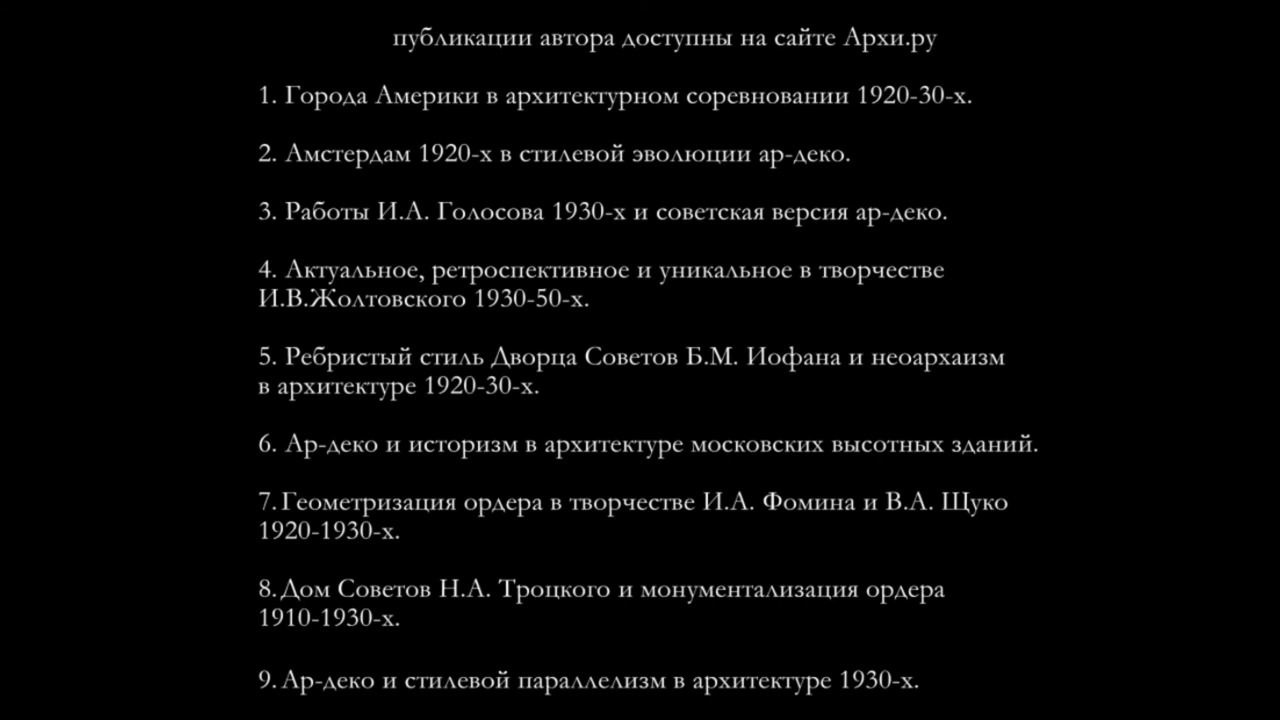 публикации автора доступны на сайте Архи.ру
1. Города Америки в архитектурном соревновании 1920-30-х.
2. Амстердам 1920-х в стилевой эволюции ар-деко.
3. Работы И.А. Голосова 1930-х и советская версия ар-деко.
4. Актуальное, ретроспективное и уникальное в творчестве
И.В.Жолтовского 1930-50-х.
5. Ребристый стиль Дворца Советов Б.М. Иофана и неоархаизм
в архитектуре 1920-30-х.
6. Ар-деко и историзм в архитектуре московских высотных зданий.
7. Геометризация ордера в творчестве И.А. Фомина и В.А. Щуко
1920-1930-х.
8. Дом Советов Н.А. Троцкого и монументализация ордера
1910-1930-х.
9. Ар-деко и стилевой параллелизм в архитектуре 1930-х.